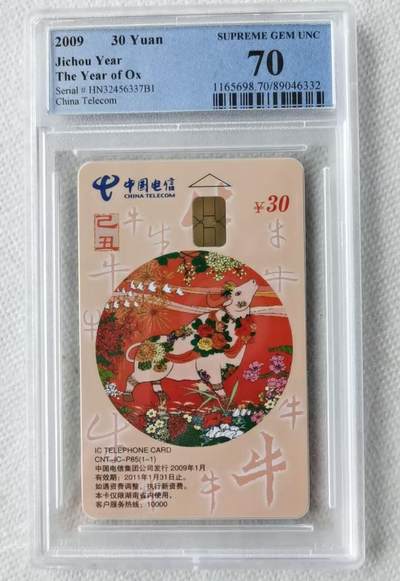 2009 30 Yuan
SUPREME GEM UNC
Jichou Year
70
The Year of Ox
Serial # HN32456337B1
1165698.70/89046332
China Telecom
中国电信
CHINA TELECOM
¥30
己丑
牛
IC TELEPHONE CARD
CNT-IC-P85(1-1)
中国电信集团公司发行 2009年1月
有效期：2011年1月31日止。
如遇资费调整，执行新资费。
本卡仅限湖南省内使用。
客户服务热线：10000